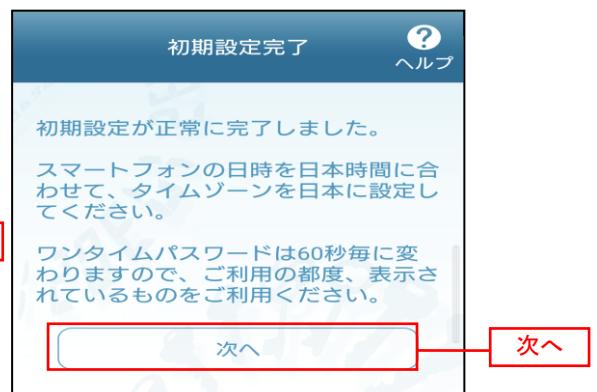 初期設定完了
?
ヘルプ
初期設定が正常に完了しました。
スマートフォンの日時を日本時間に合
わせて、タイムゾーンを日本に設定し
てください。
ワンタイムパスワードは60秒毎に変
わりますので、ご利用の都度、表示さ
れているものをご利用ください。
次へ
次へ